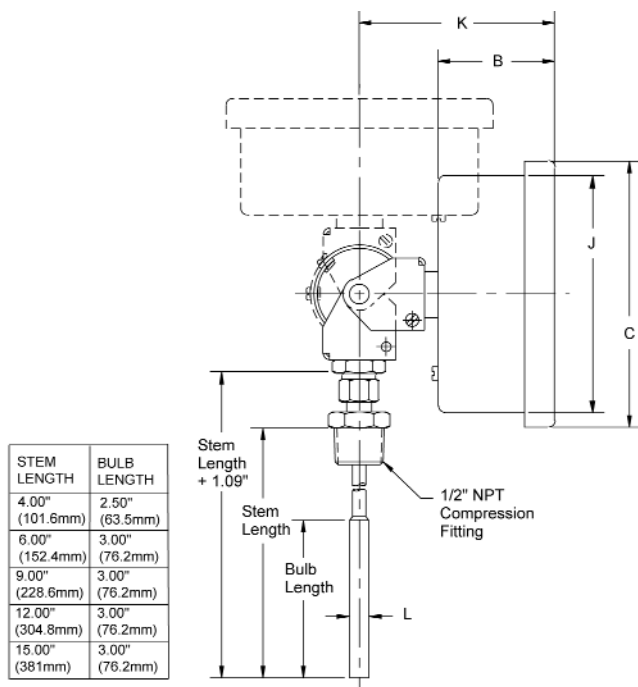 K
B
J
C
Stem
Length
+ 1.09"
Stem
Length
1/2" NPT
Compression
Fitting
Bulb
Length
L
STEM LENGTH BULB LENGTH
4.00" (101.6mm) 2.50" (63.5mm)
6.00" (152.4mm) 3.00" (76.2mm)
9.00" (228.6mm) 3.00" (76.2mm)
12.00" (304.8mm) 3.00" (76.2mm)
15.00" (381mm) 3.00" (76.2mm)